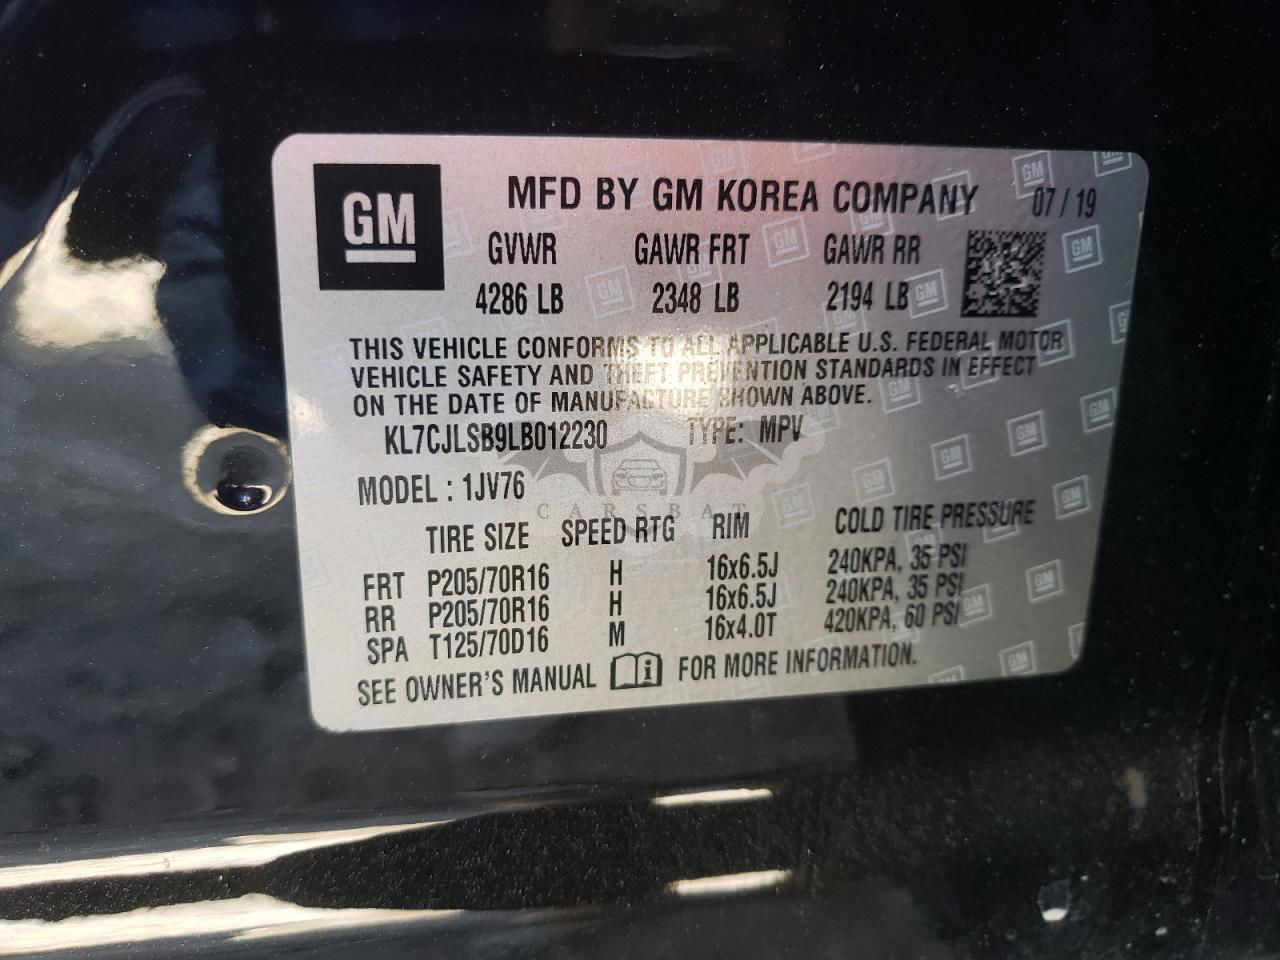 GM
MFD BY GM KOREA COMPANY 07/19
GVWR GAWR FRT GAWR RR
4286 LB 2348 LB 2194 LB
THIS VEHICLE CONFORMS TO ALL APPLICABLE U.S. FEDERAL MOTOR
VEHICLE SAFETY AND THEFT PREVENTION STANDARDS IN EFFECT
ON THE DATE OF MANUFACTURE SHOWN ABOVE.
KL7CJLSB9LB012230 TYPE: MPV
MODEL : 1JV76
CARSBAT
TIRE SIZE SPEED RTG RIM COLD TIRE PRESSURE
FRT P205/70R16 H 16x6.5J 240KPA, 35 PSI
RR P205/70R16 H 16x6.5J 240KPA, 35 PSI
SPA T125/70D16 M 16x4.0T 420KPA, 60 PSI
SEE OWNER'S MANUAL i FOR MORE INFORMATION.